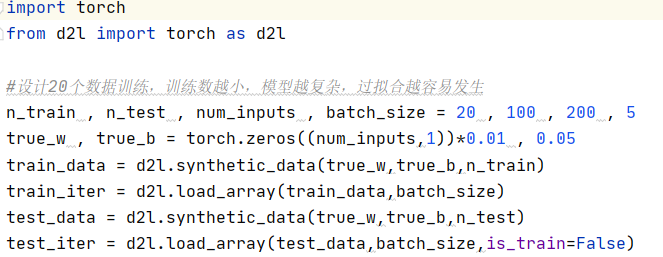 import torch
from d2l import torch as d2l
#设计20个数据训练，训练数越小，模型越复杂，过拟合越容易发生
n_train , n_test , num_inputs , batch_size = 20 , 100 , 200 , 5
true_w , true_b = torch.zeros((num_inputs,1))*0.01 , 0.05
train_data = d2l.synthetic_data(true_w,true_b,n_train)
train_iter = d2l.load_array(train_data,batch_size)
test_data = d2l.synthetic_data(true_w,true_b,n_test)
test_iter = d2l.load_array(test_data,batch_size,is_train=False)